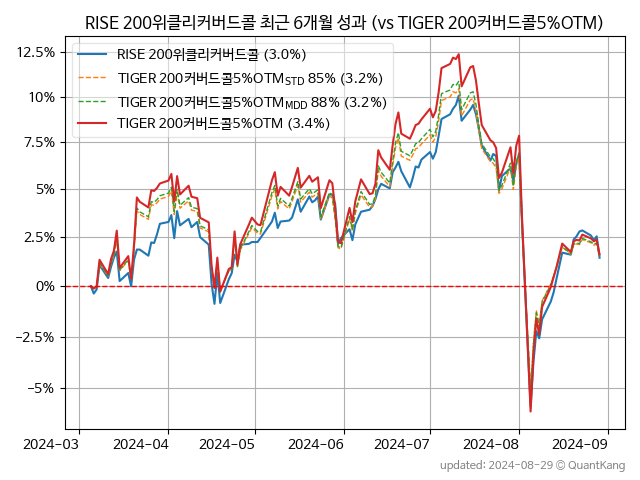 RISE 200위클리커버드콜 최근 6개월 성과 (vs TIGER 200커버드콜5%OTM)
RISE 200위클리커버드콜 (3.0%)
TIGER 200커버드콜5%OTM STD 85% (3.2%)
TIGER 200커버드콜5%OTM MDD 88% (3.2%)
TIGER 200커버드콜5%OTM (3.4%)
12.5%
10%
7.5%
5%
2.5%
0%
−2.5%
−5%
2024-03 2024-04 2024-05 2024-06 2024-07 2024-08 2024-09
updated: 2024-08-29 © QuantKang